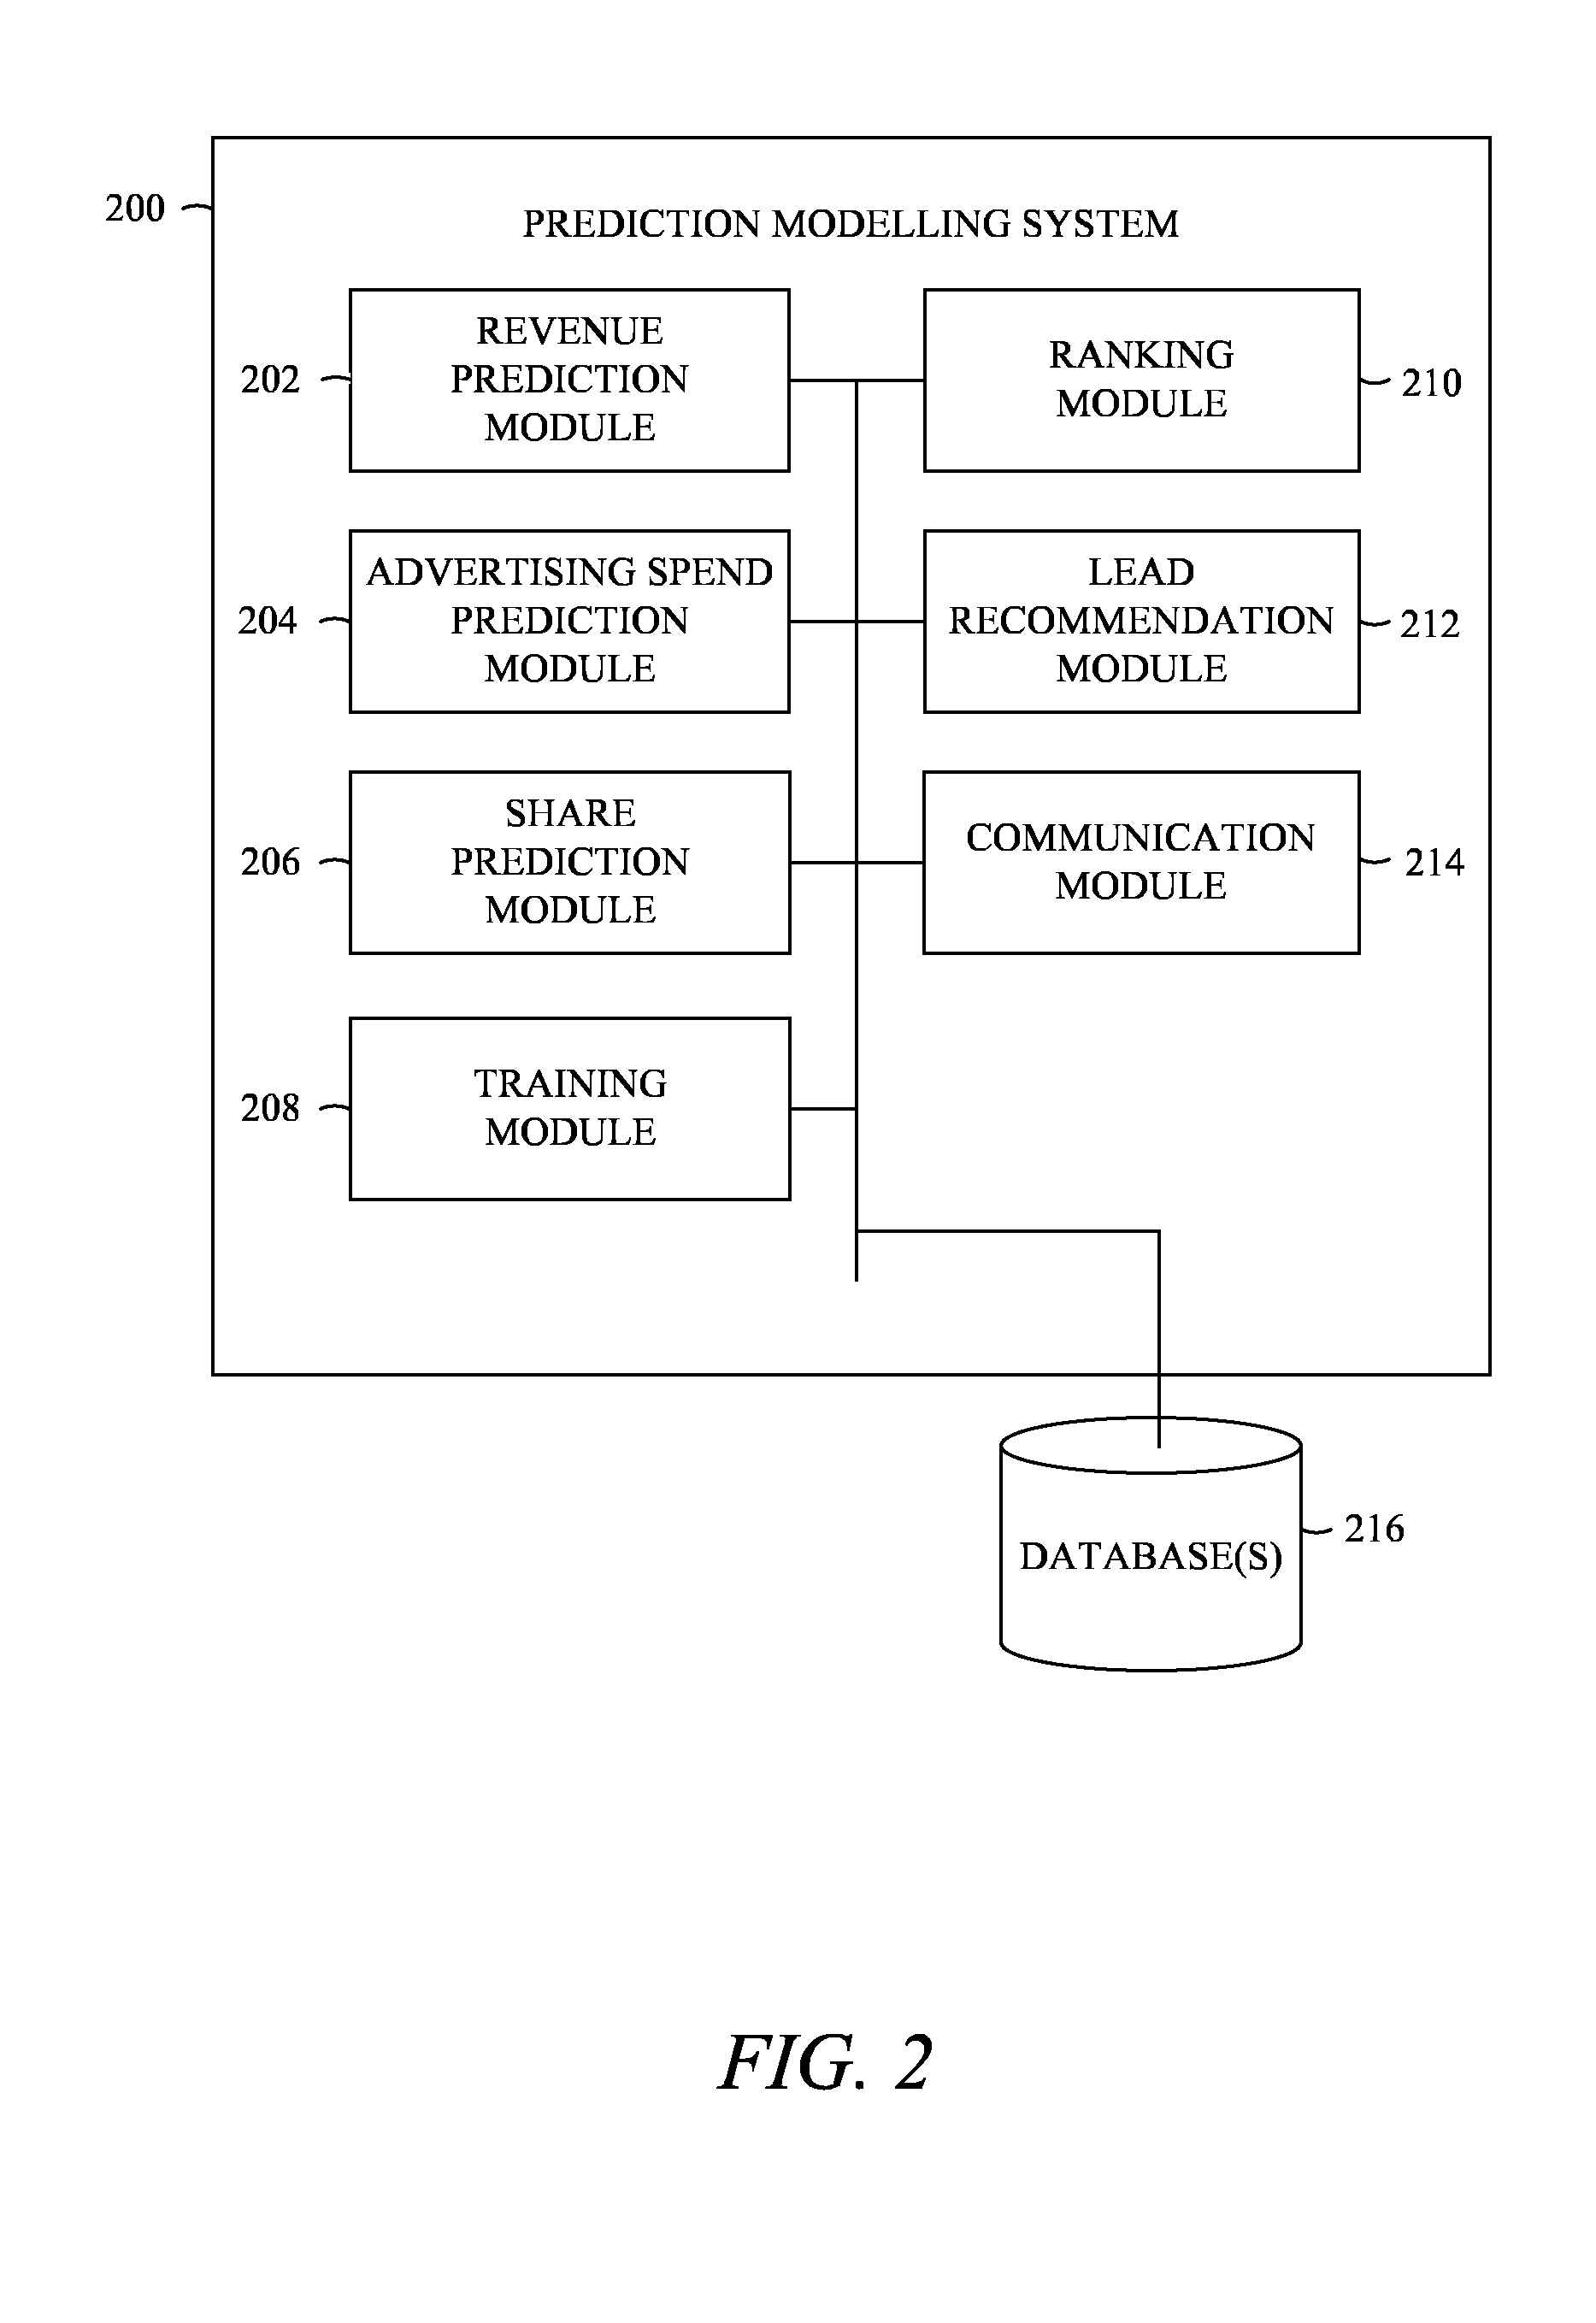 200
PREDICTION MODELLING SYSTEM
202
REVENUE
PREDICTION
MODULE
RANKING
MODULE
210
204
ADVERTISING SPEND
PREDICTION
MODULE
LEAD
RECOMMENDATION
MODULE
212
206
SHARE
PREDICTION
MODULE
COMMUNICATION
MODULE
214
208
TRAINING
MODULE
DATABASE(S)
216
FIG. 2